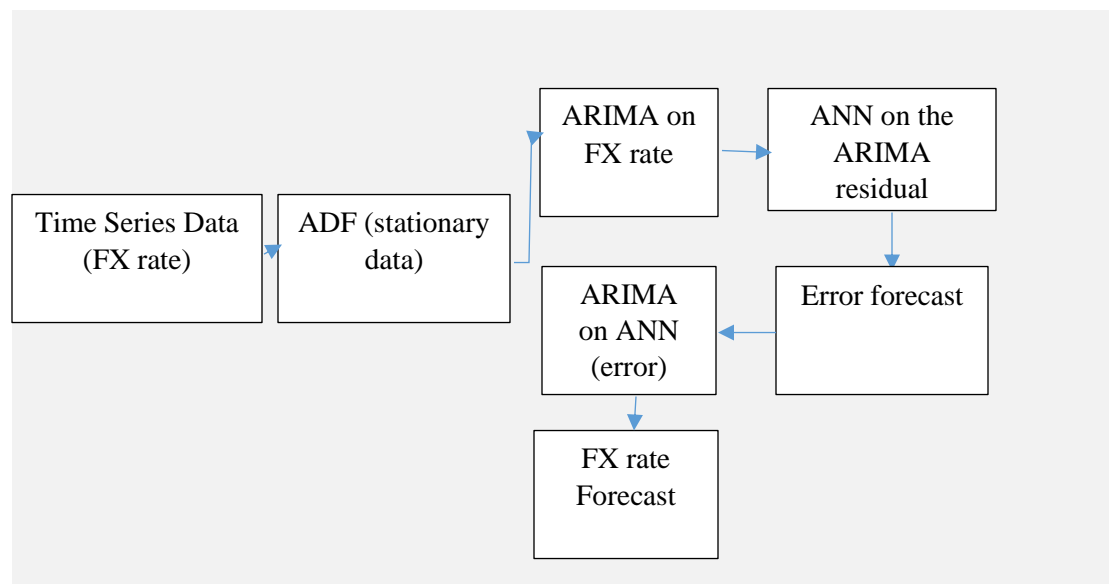 Time Series Data
(FX rate)
ADF (stationary
data)
ARIMA on
FX rate
ANN on the
ARIMA
residual
Error forecast
ARIMA
on ANN
(error)
FX rate
Forecast